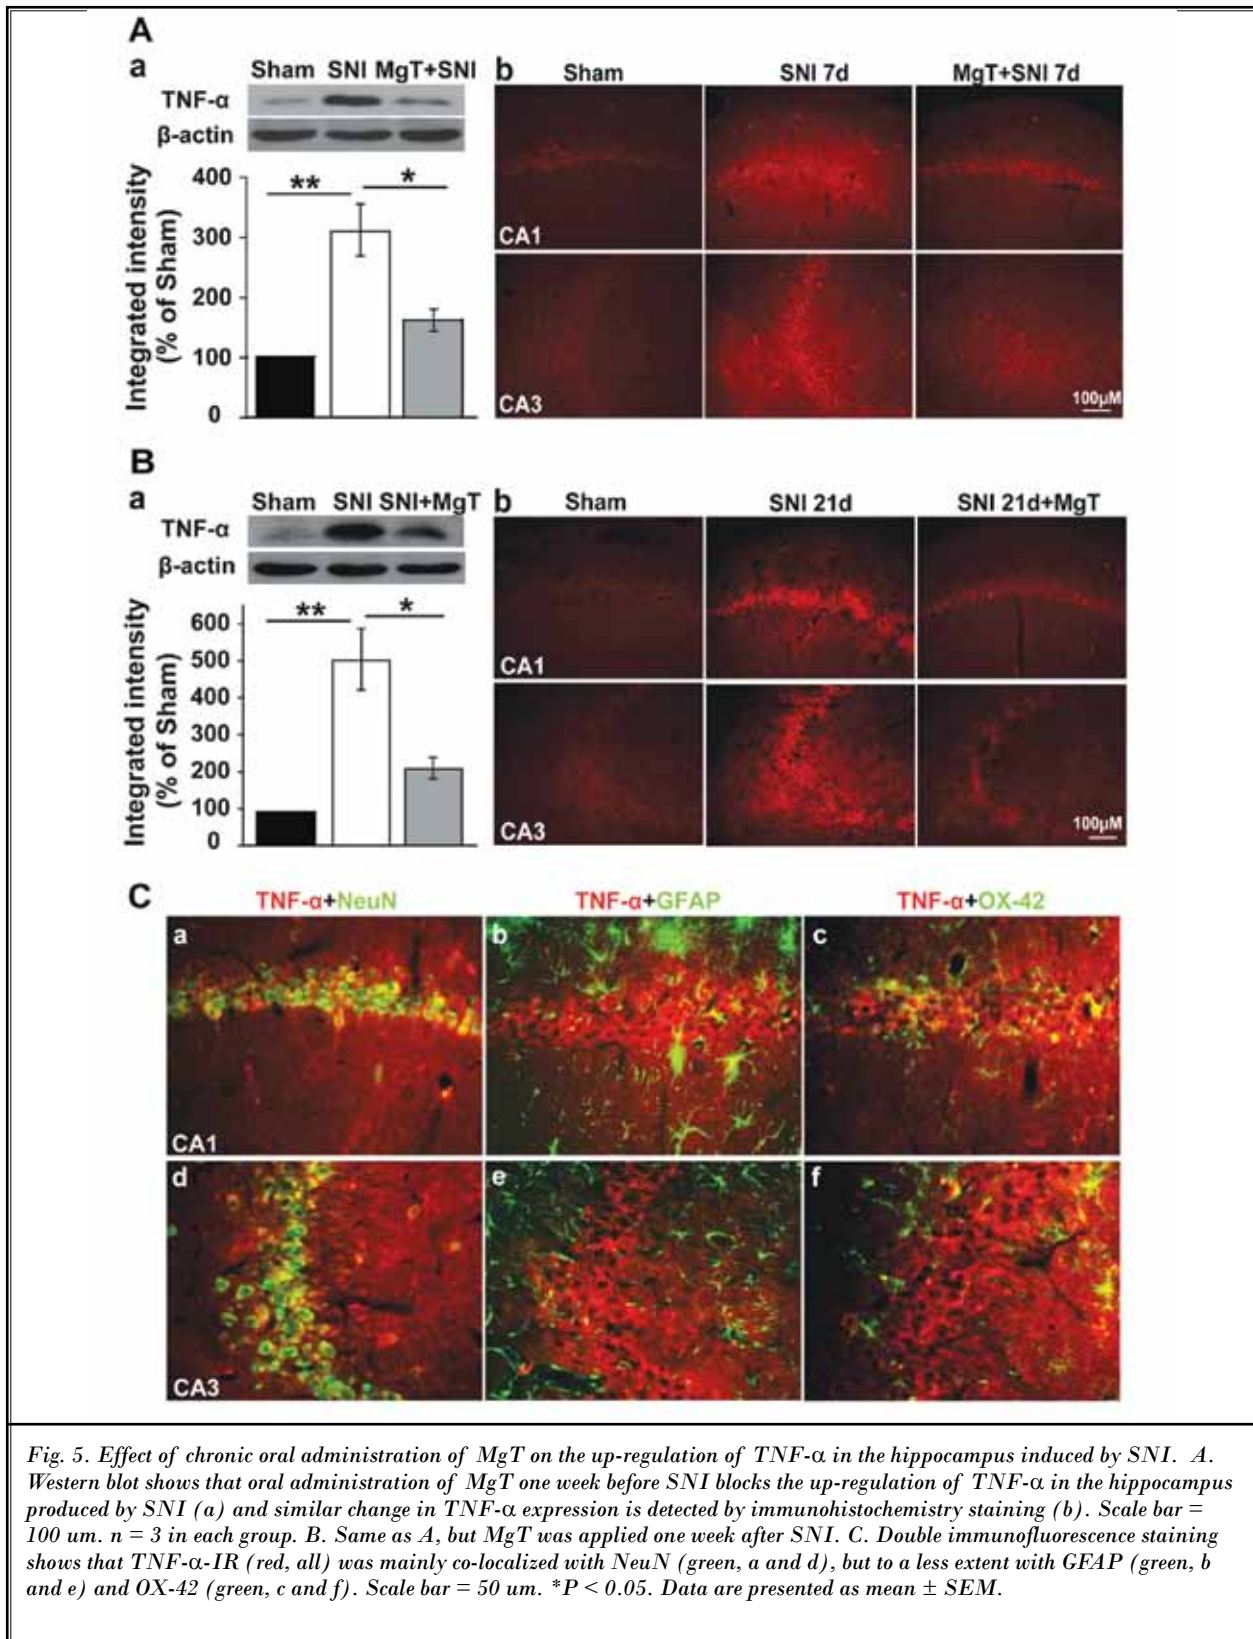 A
a
Sham SNI MgT+SNI
TNF-α
β-actin
Integrated intensity
(% of Sham)
400
300
200
100
0
** *
b
Sham SNI 7d MgT+SNI 7d
CA1
CA3
100μM
B
a
Sham SNI SNI+MgT
TNF-α
β-actin
Integrated intensity
(% of Sham)
600
500
400
300
200
100
0
** *
b
Sham SNI 21d SNI 21d+MgT
CA1
CA3
100μM
C
TNF-α+NeuN TNF-α+GFAP TNF-α+OX-42
a b c
CA1
d e f
CA3
Fig. 5. Effect of chronic oral administration of MgT on the up-regulation of TNF-α in the hippocampus induced by SNI. A.
Western blot shows that oral administration of MgT one week before SNI blocks the up-regulation of TNF-α in the hippocampus
produced by SNI (a) and similar change in TNF-α expression is detected by immunohistochemistry staining (b). Scale bar =
100 um. n = 3 in each group. B. Same as A, but MgT was applied one week after SNI. C. Double immunofluorescence staining
shows that TNF-α-IR (red, all) was mainly co-localized with NeuN (green, a and d), but to a less extent with GFAP (green, b
and e) and OX-42 (green, c and f). Scale bar = 50 um. *P < 0.05. Data are presented as mean ± SEM.